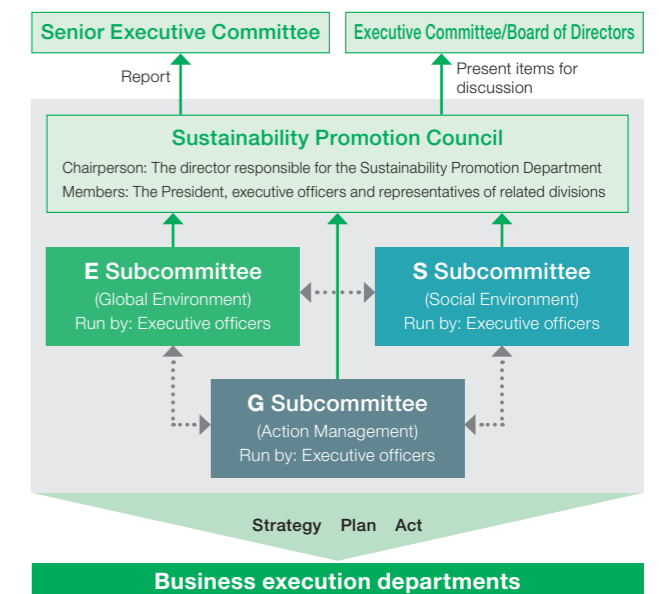 Senior Executive Committee
Executive Committee/Board of Directors
Report
Present items for
discussion
Sustainability Promotion Council
Chairperson: The director responsible for the Sustainability Promotion Department
Members: The President, executive officers and representatives of related divisions
E Subcommittee
(Global Environment)
Run by: Executive officers
S Subcommittee
(Social Environment)
Run by: Executive officers
G Subcommittee
(Action Management)
Run by: Executive officers
Strategy Plan Act
Business execution departments